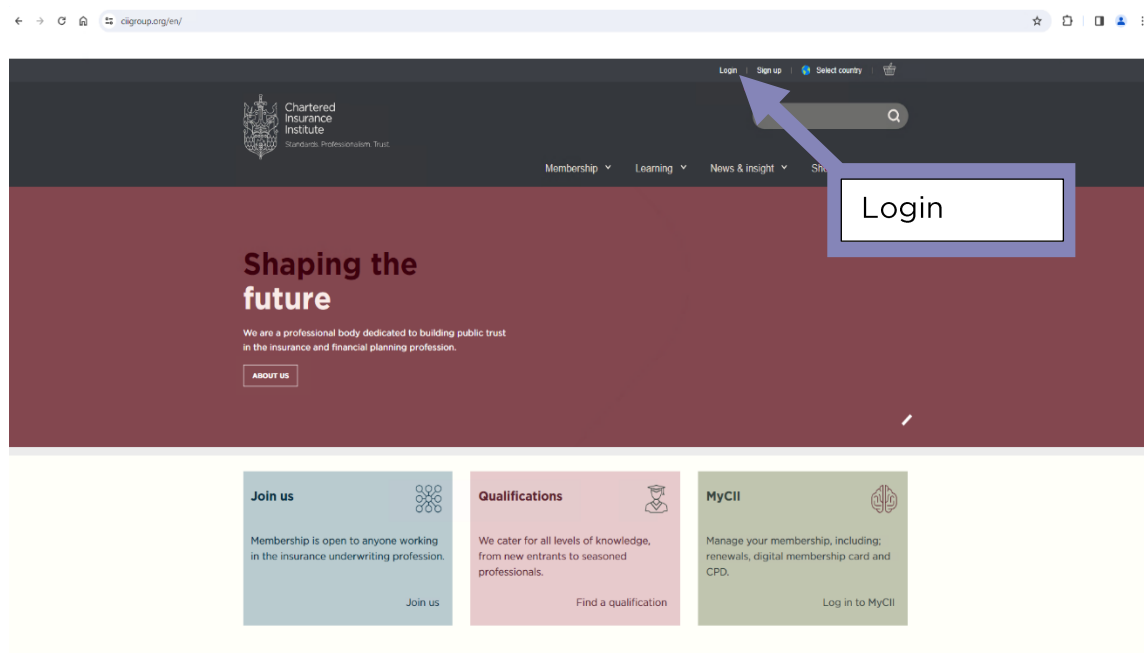 ciigroup.org/en/
Login
Sign up
Select country
Chartered
Insurance
Institute
Standards. Professionalism. Trust.
Membership
Learning
News & insight
Login
Shaping the
future
We are a professional body dedicated to building public trust
in the insurance and financial planning profession.
ABOUT US
Join us
Membership is open to anyone working
in the insurance underwriting profession.
Join us
Qualifications
We cater for all levels of knowledge,
from new entrants to seasoned
professionals.
Find a qualification
MyCII
Manage your membership, including;
renewals, digital membership card and
CPD.
Log in to MyCII